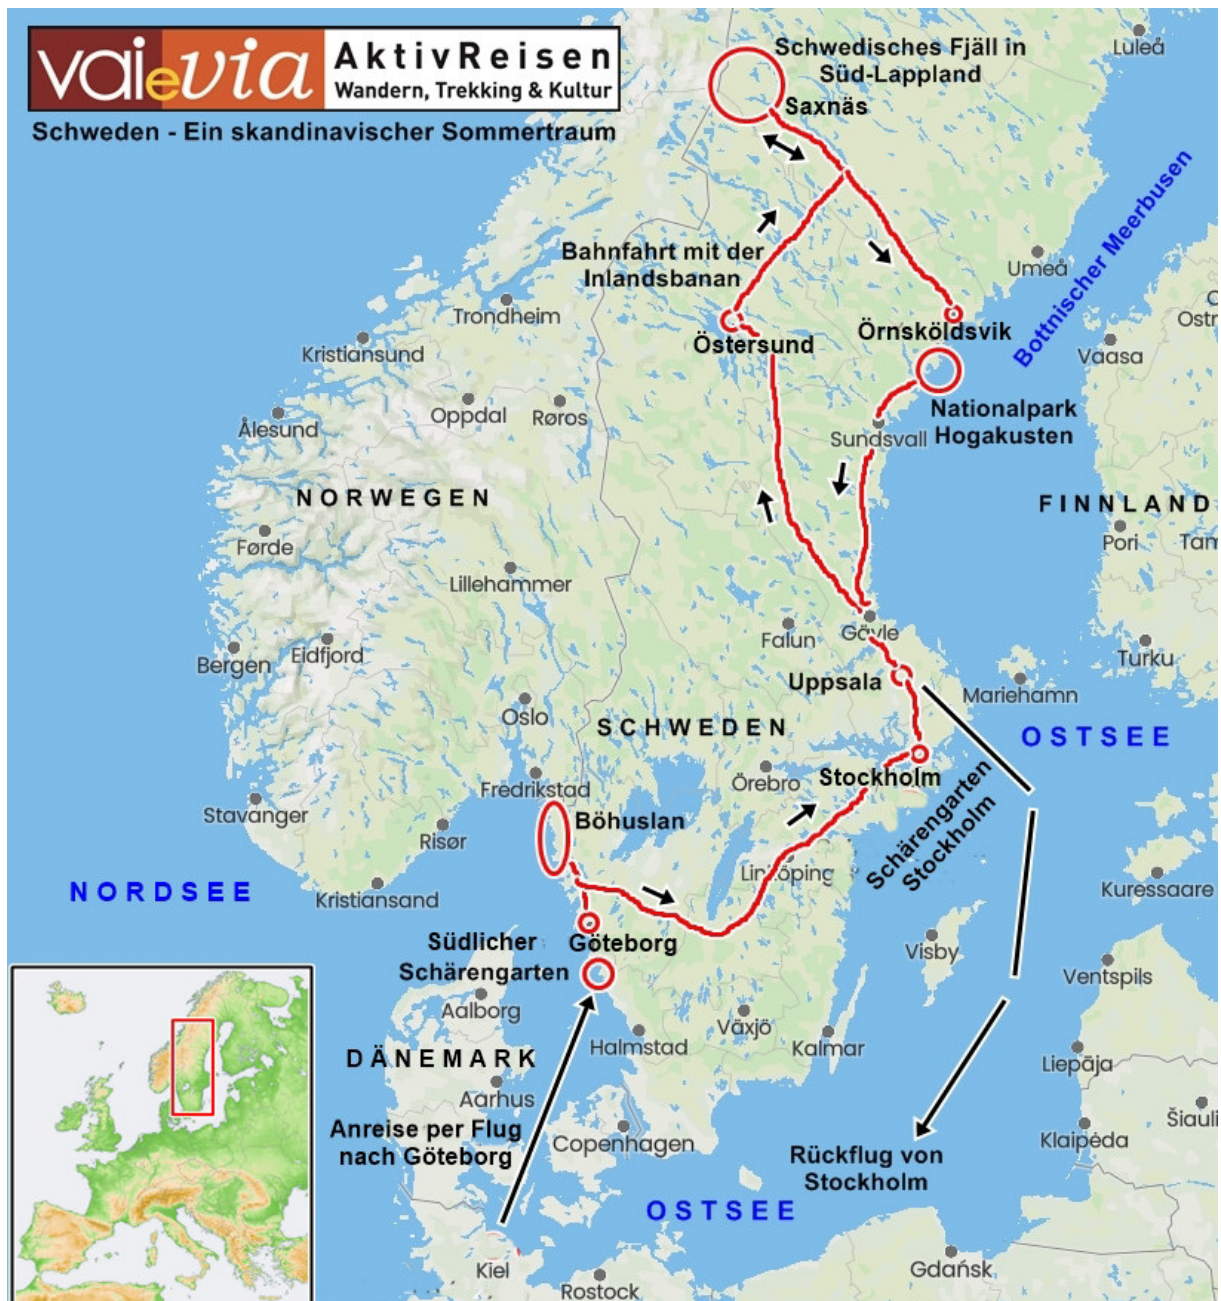 vaievia
AktivReisen
Wandern, Trekking & Kultur
Schweden - Ein skandinavischer Sommertraum
Schwedisches Fjäll in
Süd-Lappland
Saxnäs
Luleå
Bottnischer Meerbusen
Umeå
Bahnfahrt mit der
Inlandsbanan
Trondheim
Kristiansund
Östersund
Örnsköldsvik
Vaasa
Oppdal
Røros
Ålesund
Nationalpark
Hogakusten
Sundsvall
NORWEGEN
FINNLAND
Førde
Pori
Tam
Lillehammer
Falun
Gävle
Bergen
Eidfjord
Turku
Uppsala
Mariehamn
Oslo
SCHWEDEN
OSTSEE
Fredrikstad
Örebro
Stockholm
Stavanger
Risør
Böhuslan
Schärengarten
Stockholm
Linköping
NORDSEE
Kristiansand
Kuressaare
Südlicher
Schärengarten
Göteborg
Visby
Ventspils
Aalborg
Växjö
Halmstad
Kalmar
DÄNEMARK
Liepāja
Aarhus
Šiauli
Anreise per Flug
nach Göteborg
Copenhagen
Klaipėda
Rückflug von
Stockholm
OSTSEE
Kiel
Rostock
Gdańsk